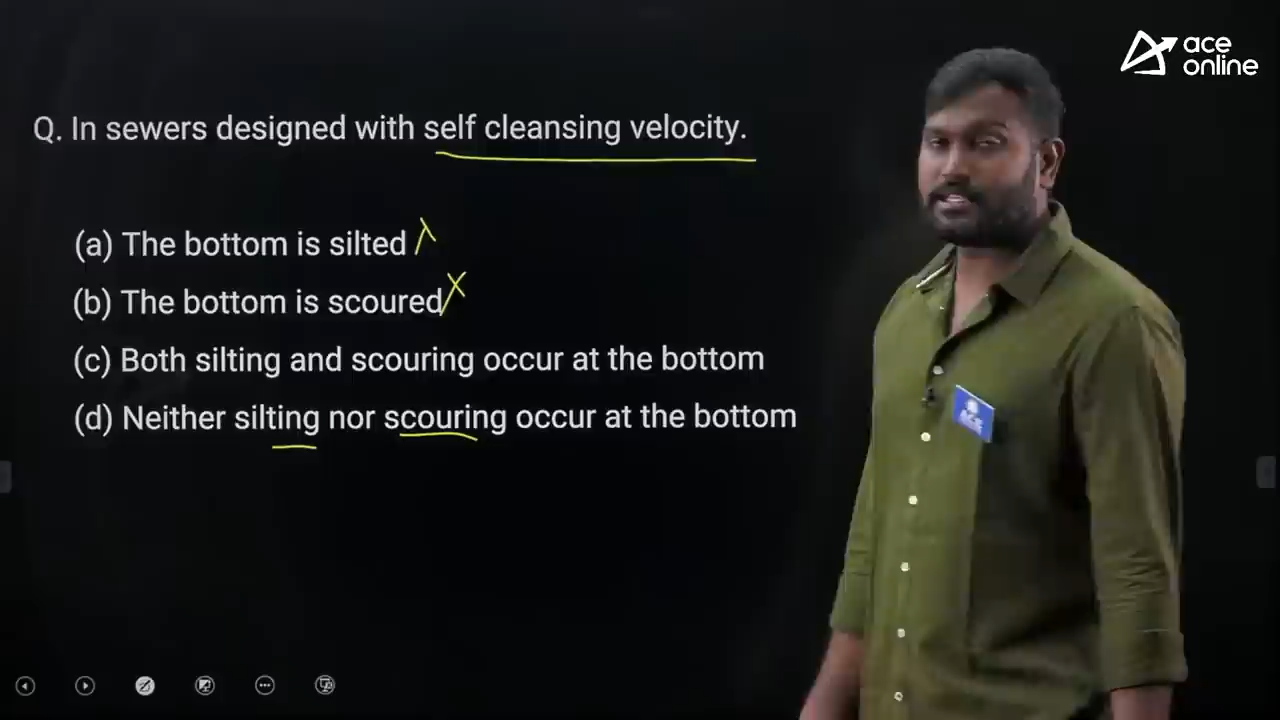 ace
online
Q. In sewers designed with self cleansing velocity.
(a) The bottom is silted
(b) The bottom is scoured
(c) Both silting and scouring occur at the bottom
(d) Neither silting nor scouring occur at the bottom
ACE